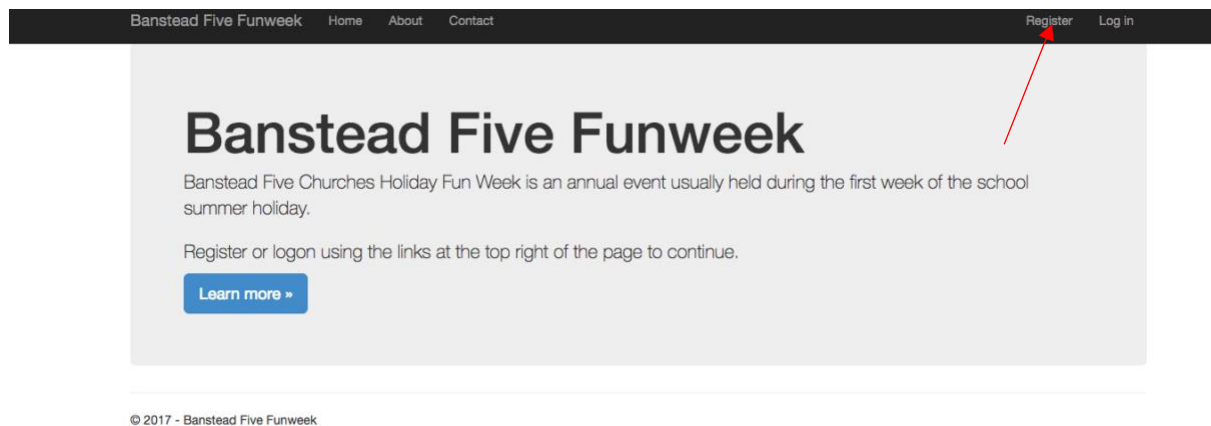 Banstead Five Funweek Home About Contact Register Log in
Banstead Five Funweek
Banstead Five Churches Holiday Fun Week is an annual event usually held during the first week of the school
summer holiday.
Register or logon using the links at the top right of the page to continue.
Learn more »
© 2017 - Banstead Five Funweek